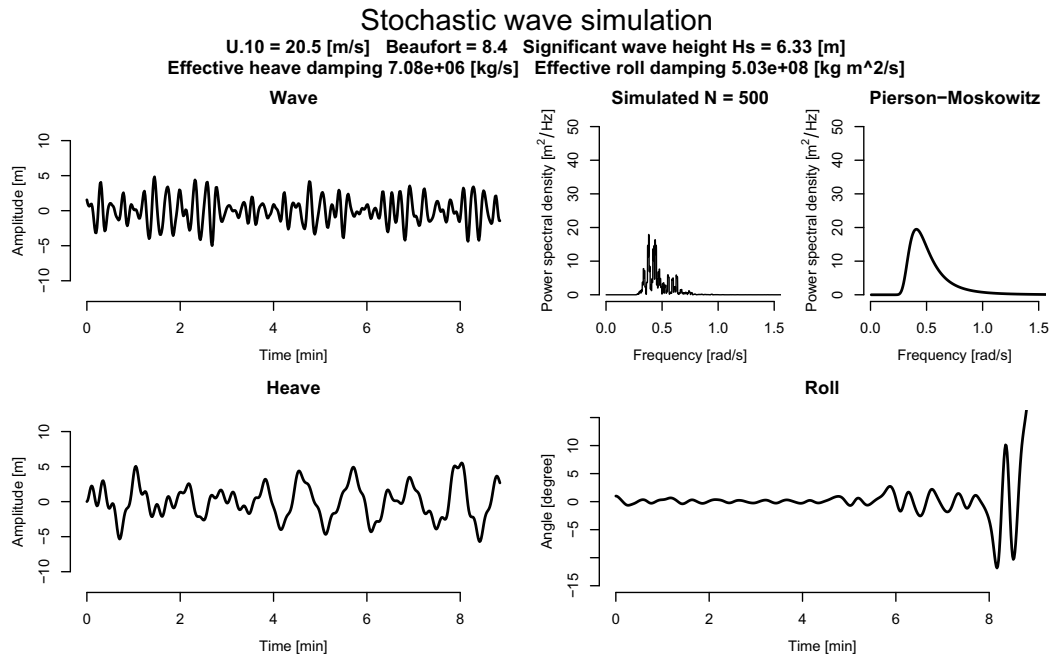 Stochastic wave simulation
U.10 = 20.5 [m/s] Beaufort = 8.4 Significant wave height Hs = 6.33 [m]
Effective heave damping 7.08e+06 [kg/s] Effective roll damping 5.03e+08 [kg m^2/s]
Wave
Amplitude [m]
10
5
0
−5
−10
0 2 4 6 8
Time [min]
Simulated N = 500
Power spectral density [m²/Hz]
50
40
30
20
10
0
0.0 0.5 1.0 1.5
Frequency [rad/s]
Pierson−Moskowitz
Power spectral density [m²/Hz]
50
40
30
20
10
0
0.0 0.5 1.0 1.5
Frequency [rad/s]
Heave
Amplitude [m]
10
5
0
−5
−10
0 2 4 6 8
Time [min]
Roll
Angle [degree]
10
5
0
−5
−15
0 2 4 6 8
Time [min]